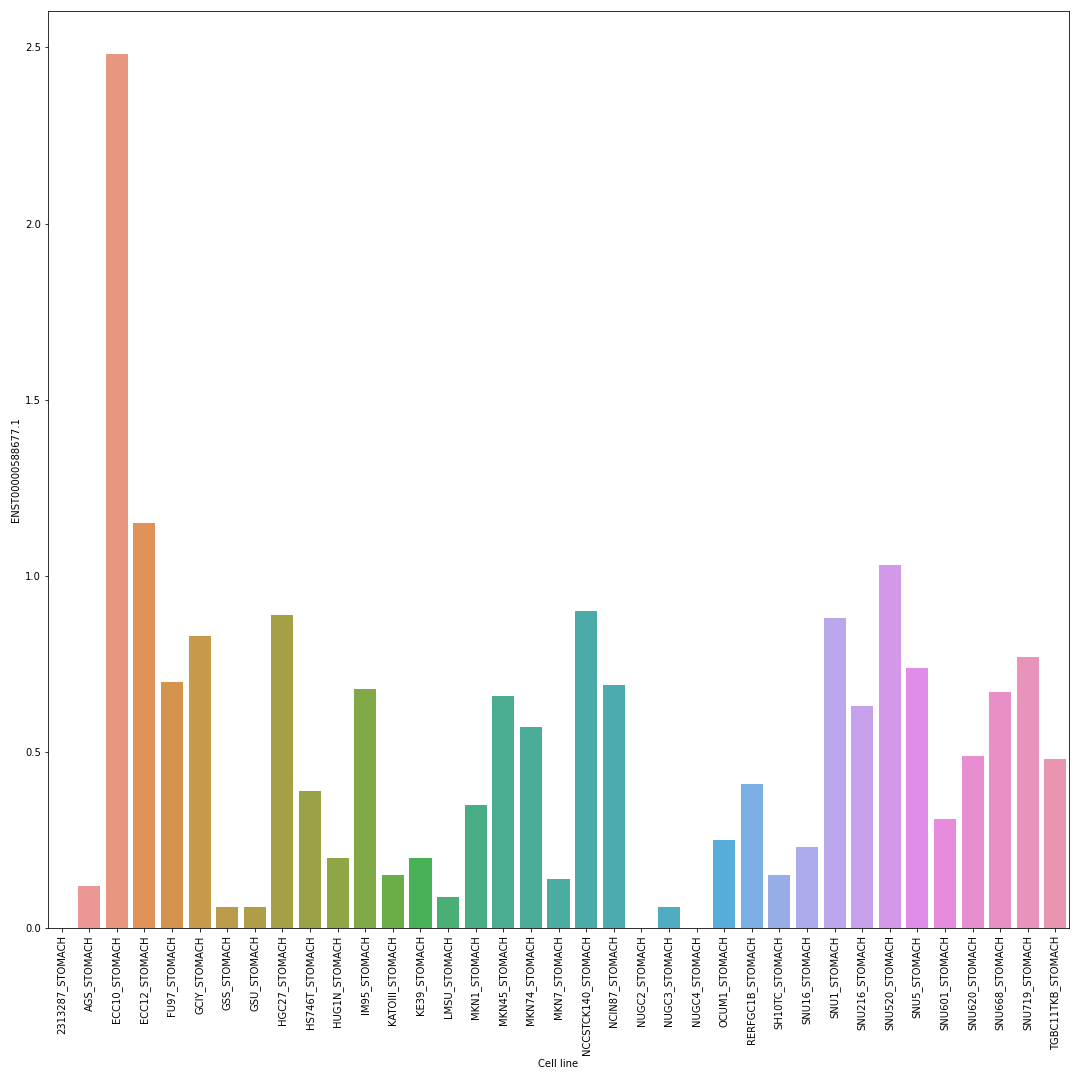 2.5
2.0
1.5
1.0
0.5
0.0
ENST00000588677.1
2313287_STOMACH
AGS_STOMACH
ECC10_STOMACH
ECC12_STOMACH
FU97_STOMACH
GCIY_STOMACH
GSS_STOMACH
GSU_STOMACH
HGC27_STOMACH
HS746T_STOMACH
HUG1N_STOMACH
IM95_STOMACH
KATOIII_STOMACH
KE39_STOMACH
LMSU_STOMACH
MKN1_STOMACH
MKN45_STOMACH
MKN74_STOMACH
MKN7_STOMACH
NCCSTCK140_STOMACH
NCIN87_STOMACH
NUGC2_STOMACH
NUGC3_STOMACH
NUGC4_STOMACH
OCUM1_STOMACH
RERFGC1B_STOMACH
SH10TC_STOMACH
SNU16_STOMACH
SNU1_STOMACH
SNU216_STOMACH
SNU520_STOMACH
SNU5_STOMACH
SNU601_STOMACH
SNU620_STOMACH
SNU668_STOMACH
SNU719_STOMACH
TGBC11TKB_STOMACH
Cell line